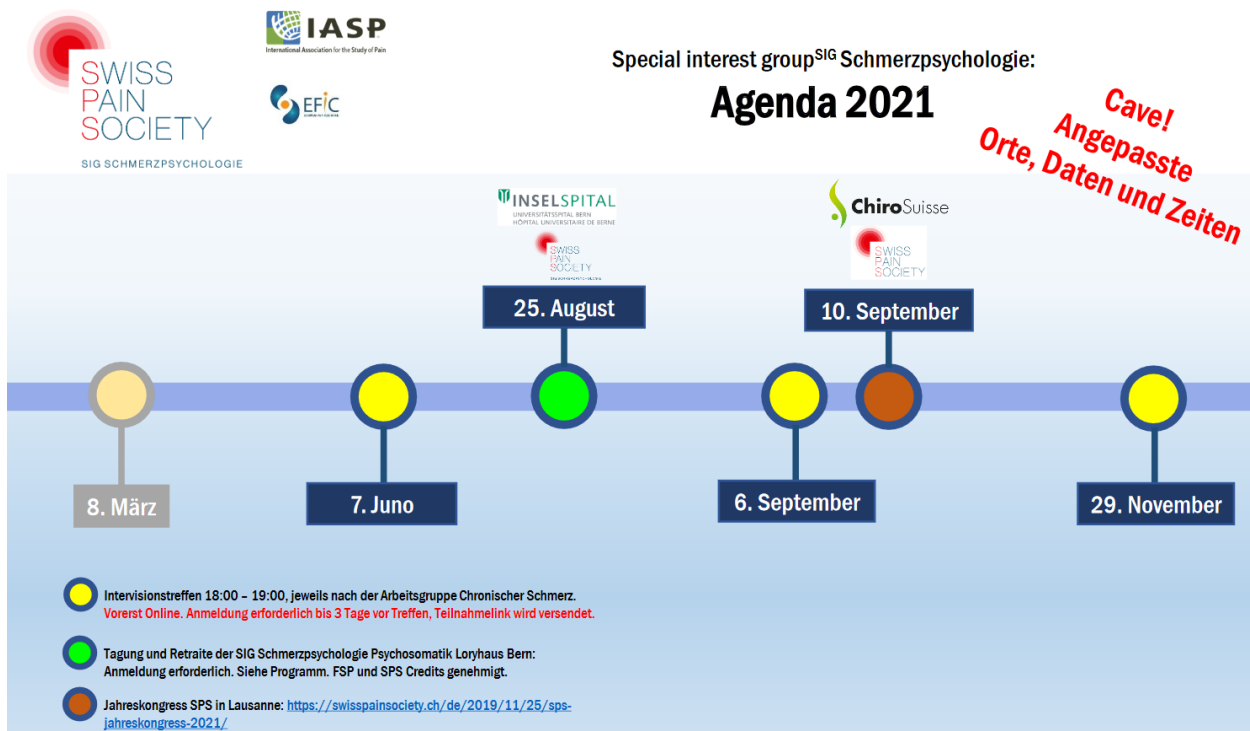 SWISS
PAIN
SOCIETY
SIG SCHMERZPSYCHOLOGIE
IASP
International Association for the Study of Pain
EFIC
Special interest groupSIG Schmerzpsychologie:
Agenda 2021
Cave!
Angepasste
Orte, Daten und Zeiten
INSELSPITAL
UNIVERSITÄTSSPITAL BERN
HÔPITAL UNIVERSITAIRE DE BERNE
SWISS
PAIN
SOCIETY
ChiroSuisse
SWISS
PAIN
SOCIETY
25. August
10. September
8. März
7. Juno
6. September
29. November
Intervisionstreffen 18:00 – 19:00, jeweils nach der Arbeitsgruppe Chronischer Schmerz.
Vorerst Online. Anmeldung erforderlich bis 3 Tage vor Treffen, Teilnahmelink wird versendet.
Tagung und Retraite der SIG Schmerzpsychologie Psychosomatik Loryhaus Bern:
Anmeldung erforderlich. Siehe Programm. FSP und SPS Credits genehmigt.
Jahreskongress SPS in Lausanne: https://swisspainsociety.ch/de/2019/11/25/sps-
jahreskongress-2021/